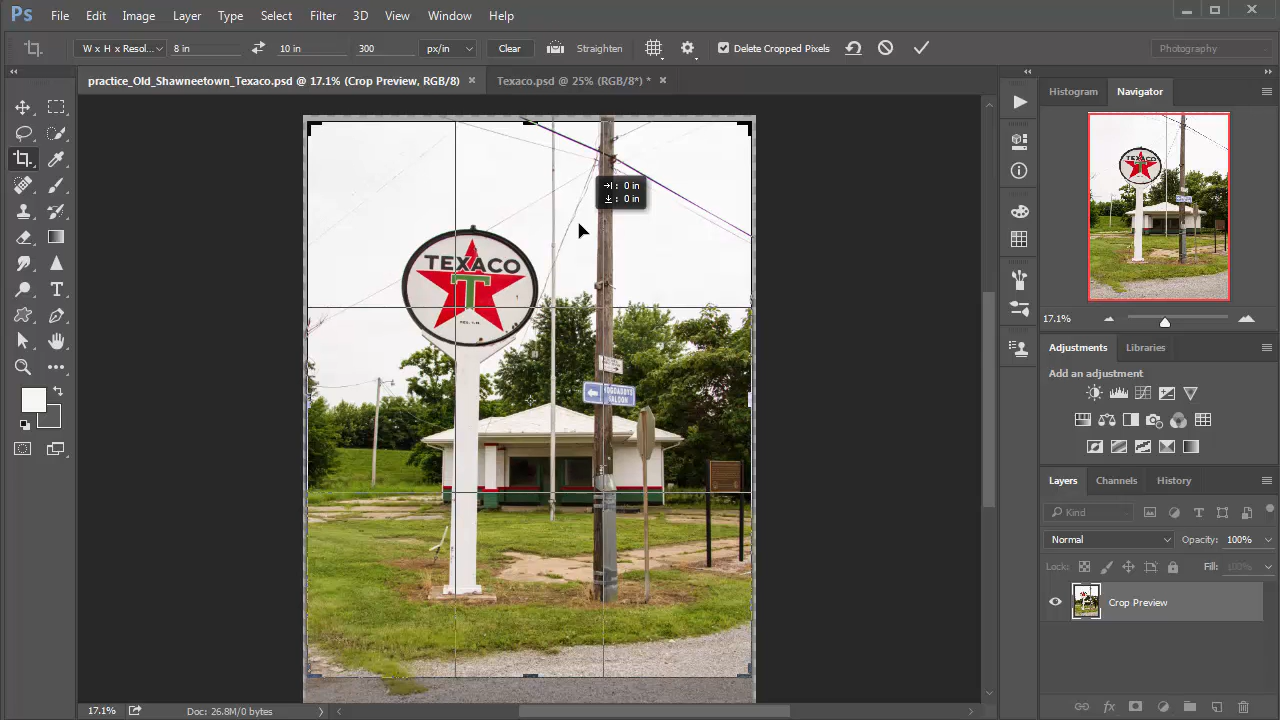 Ps File Edit Image Layer Type Select Filter 3D View Window Help
W x H x Resol... 8 in 10 in 300 px/in Clear Straighten Delete Cropped Pixels Photography
practice_Old_Shawneetown_Texaco.psd @ 17.1% (Crop Preview, RGB/8) × Texaco.psd @ 25% (RGB/8*) * ×
Histogram Navigator
: 0 in
: 0 in
TEXACO
T
SALOON
TEXACO
17.1%
Adjustments Libraries
Add an adjustment
Layers Channels History
Kind
Normal Opacity: 100%
Lock: Fill: 100%
Crop Preview
17.1% Doc: 26.8M/0 bytes